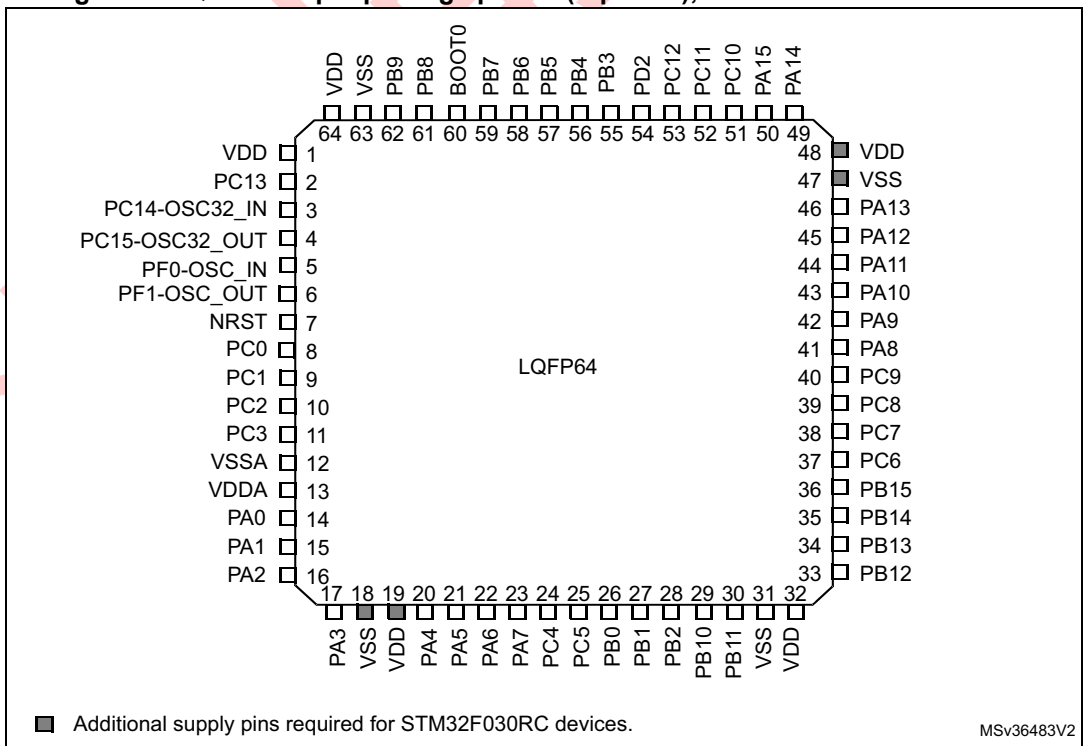 64 63 62 61 60 59 58 57 56 55 54 53 52 51 50 49
VDD VSS PB9 PB8 BOOT0 PB7 PB6 PB5 PB4 PB3 PD2 PC12 PC11 PC10 PA15 PA14
VDD 1
PC13 2
PC14-OSC32_IN 3
PC15-OSC32_OUT 4
PF0-OSC_IN 5
PF1-OSC_OUT 6
NRST 7
PC0 8
PC1 9
PC2 10
PC3 11
VSSA 12
VDDA 13
PA0 14
PA1 15
PA2 16
LQFP64
48 VDD
47 VSS
46 PA13
45 PA12
44 PA11
43 PA10
42 PA9
41 PA8
40 PC9
39 PC8
38 PC7
37 PC6
36 PB15
35 PB14
34 PB13
33 PB12
17 18 19 20 21 22 23 24 25 26 27 28 29 30 31 32
PA3 VSS VDD PA4 PA5 PA6 PA7 PC4 PC5 PB0 PB1 PB2 PB10 PB11 VSS VDD
Additional supply pins required for STM32F030RC devices.
MSv36483V2